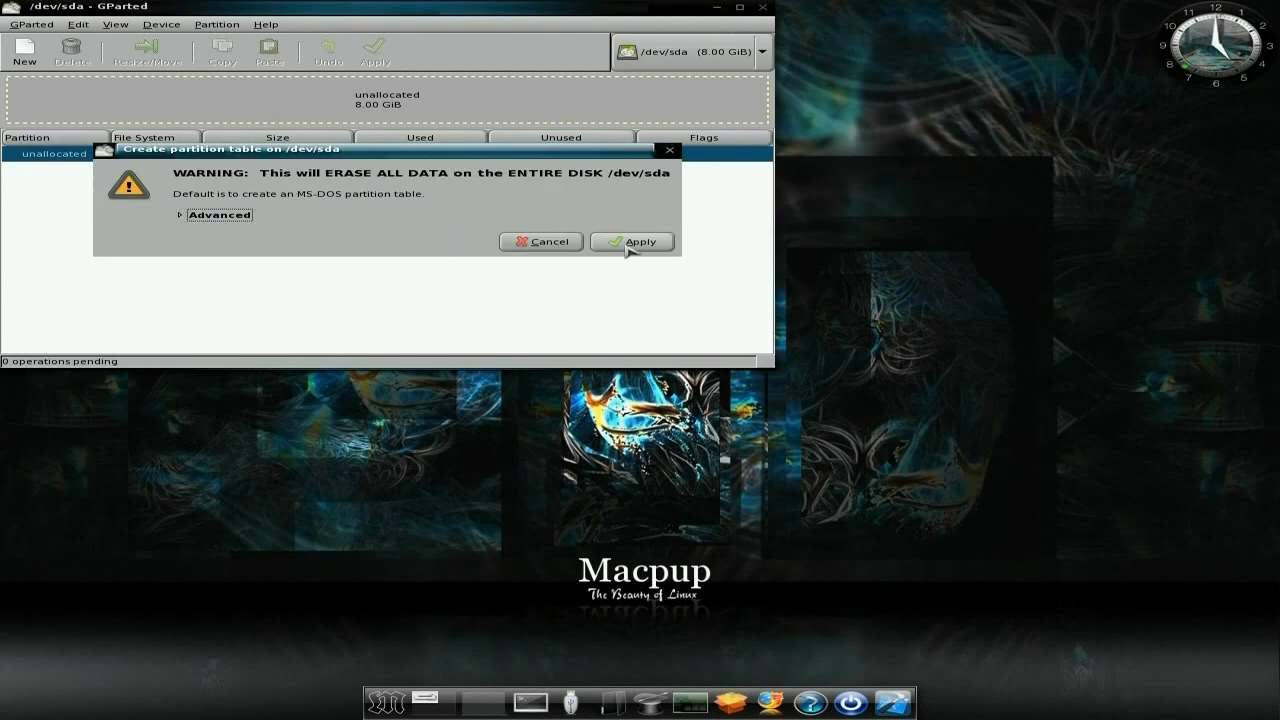 /dev/sda - GParted
GParted Edit View Device Partition Help
New Delete Resize/Move Copy Paste Undo Apply
/dev/sda (8.00 GiB)
unallocated
8.00 GiB
Partition File System Size Used Unused Flags
unallocated
Create partition table on /dev/sda
WARNING: This will ERASE ALL DATA on the ENTIRE DISK /dev/sda
Default is to create an MS-DOS partition table.
Advanced
Cancel Apply
0 operations pending
12 1 2 3 4 5 6 7 8 9 10 11
Macpup
The Beauty of Linux